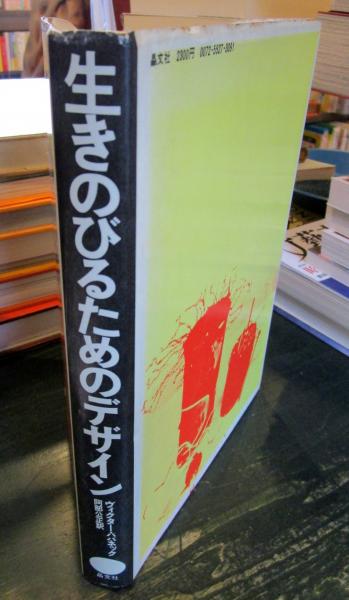 晶文社 2300円 0072-5527-3091
生きのびるためのデザイン
ヴィクター・パパネック
阿部公正訳
晶文社